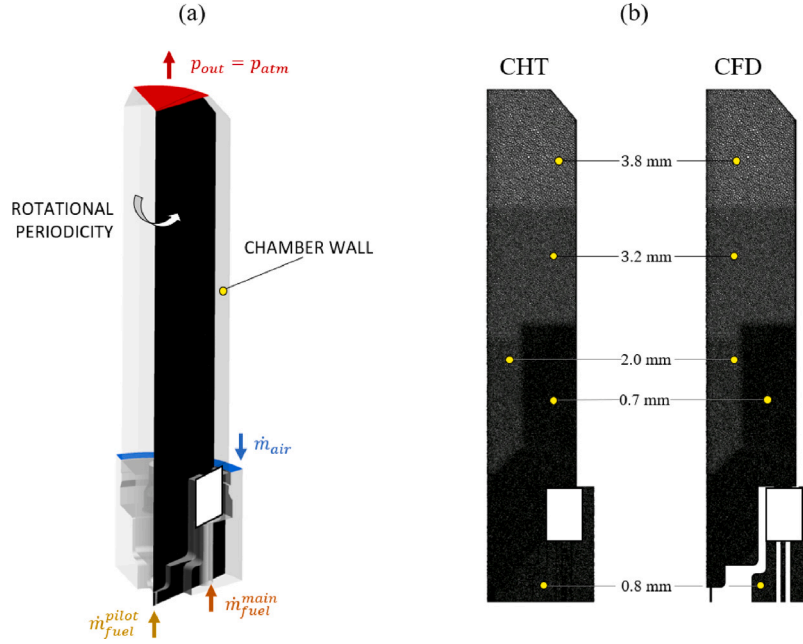 (a)
p_out = p_atm
ROTATIONAL
PERIODICITY
CHAMBER WALL
ṁ_air
ṁ_fuel^pilot
ṁ_fuel^main
(b)
CHT
CFD
3.8 mm
3.2 mm
2.0 mm
0.7 mm
0.8 mm